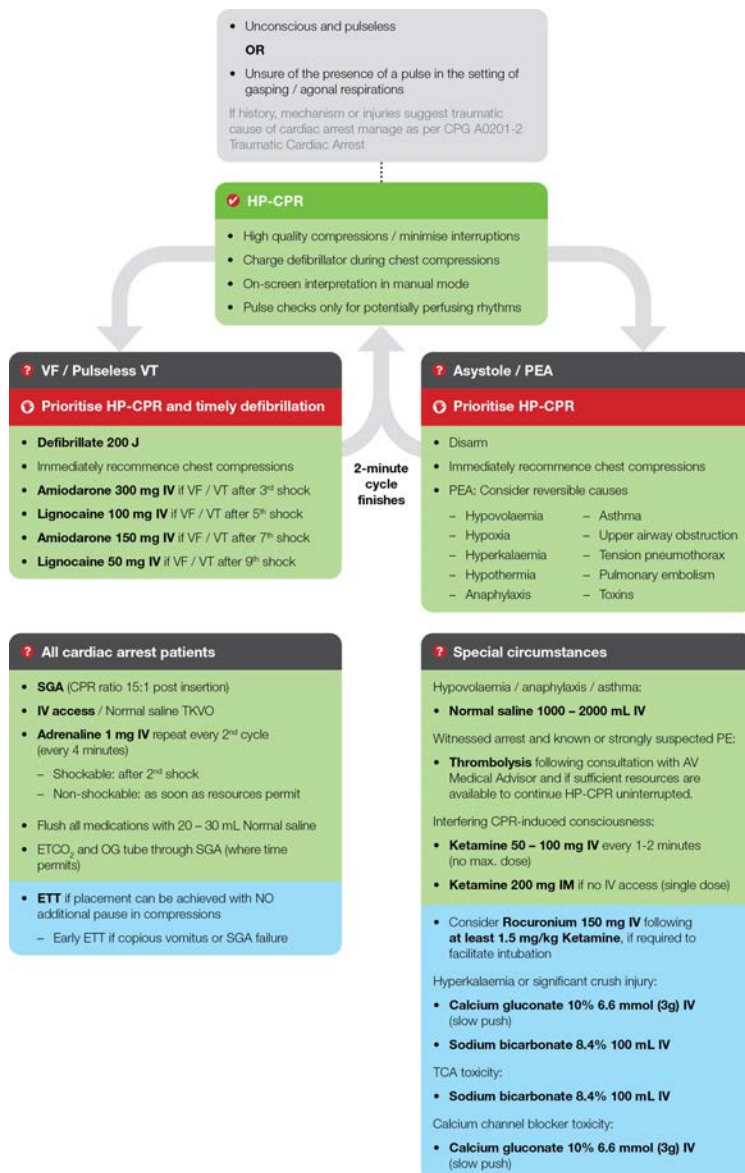 • Unconscious and pulseless
OR
• Unsure of the presence of a pulse in the setting of
gasping / agonal respirations
If history, mechanism or injuries suggest traumatic
cause of cardiac arrest manage as per CPG A0201-2
Traumatic Cardiac Arrest
HP-CPR
• High quality compressions / minimise interruptions
• Charge defibrillator during chest compressions
• On-screen interpretation in manual mode
• Pulse checks only for potentially perfusing rhythms
? VF / Pulseless VT
Prioritise HP-CPR and timely defibrillation
• Defibrillate 200 J
• Immediately recommence chest compressions
• Amiodarone 300 mg IV if VF / VT after 3rd shock
• Lignocaine 100 mg IV if VF / VT after 5th shock
• Amiodarone 150 mg IV if VF / VT after 7th shock
• Lignocaine 50 mg IV if VF / VT after 9th shock
2-minute
cycle
finishes
? Asystole / PEA
Prioritise HP-CPR
• Disarm
• Immediately recommence chest compressions
• PEA: Consider reversible causes
– Hypovolaemia
– Hypoxia
– Hyperkalaemia
– Hypothermia
– Anaphylaxis
– Asthma
– Upper airway obstruction
– Tension pneumothorax
– Pulmonary embolism
– Toxins
? All cardiac arrest patients
• SGA (CPR ratio 15:1 post insertion)
• IV access / Normal saline TKVO
• Adrenaline 1 mg IV repeat every 2nd cycle
(every 4 minutes)
– Shockable: after 2nd shock
– Non-shockable: as soon as resources permit
• Flush all medications with 20 – 30 mL Normal saline
• ETCO2 and OG tube through SGA (where time
permits)
• ETT if placement can be achieved with NO
additional pause in compressions
– Early ETT if copious vomitus or SGA failure
? Special circumstances
Hypovolaemia / anaphylaxis / asthma:
• Normal saline 1000 – 2000 mL IV
Witnessed arrest and known or strongly suspected PE:
• Thrombolysis following consultation with AV
Medical Advisor and if sufficient resources are
available to continue HP-CPR uninterrupted.
Interfering CPR-induced consciousness:
• Ketamine 50 – 100 mg IV every 1-2 minutes
(no max. dose)
• Ketamine 200 mg IM if no IV access (single dose)
• Consider Rocuronium 150 mg IV following
at least 1.5 mg/kg Ketamine, if required to
facilitate intubation
Hyperkalaemia or significant crush injury:
• Calcium gluconate 10% 6.6 mmol (3g) IV
(slow push)
• Sodium bicarbonate 8.4% 100 mL IV
TCA toxicity:
• Sodium bicarbonate 8.4% 100 mL IV
Calcium channel blocker toxicity:
• Calcium gluconate 10% 6.6 mmol (3g) IV
(slow push)